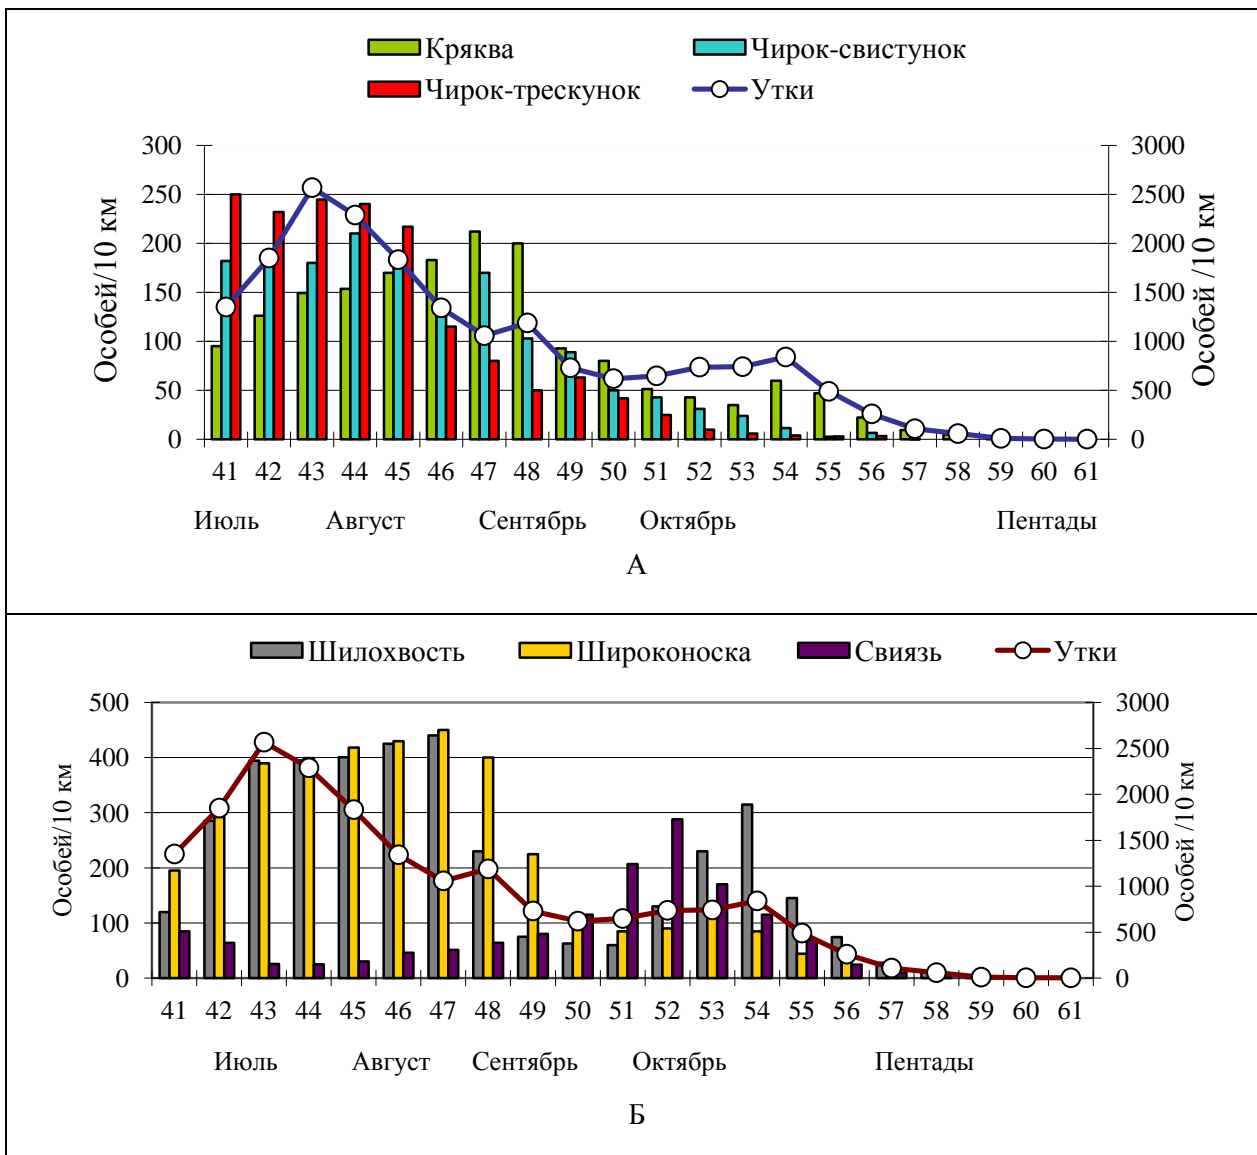 Кряква Чирок-свистунок
Чирок-трескунок Утки
Особей/10 км
300
250
200
150
100
50
0
3000
2500
2000
1500
1000
500
0
Особей /10 км
41 42 43 44 45 46 47 48 49 50 51 52 53 54 55 56 57 58 59 60 61
Июль Август Сентябрь Октябрь Пентады
А
Шилохвость Широконоска Свиязь Утки
Особей/10 км
500
400
300
200
100
0
3000
2500
2000
1500
1000
500
0
Особей /10 км
41 42 43 44 45 46 47 48 49 50 51 52 53 54 55 56 57 58 59 60 61
Июль Август Сентябрь Октябрь Пентады
Б